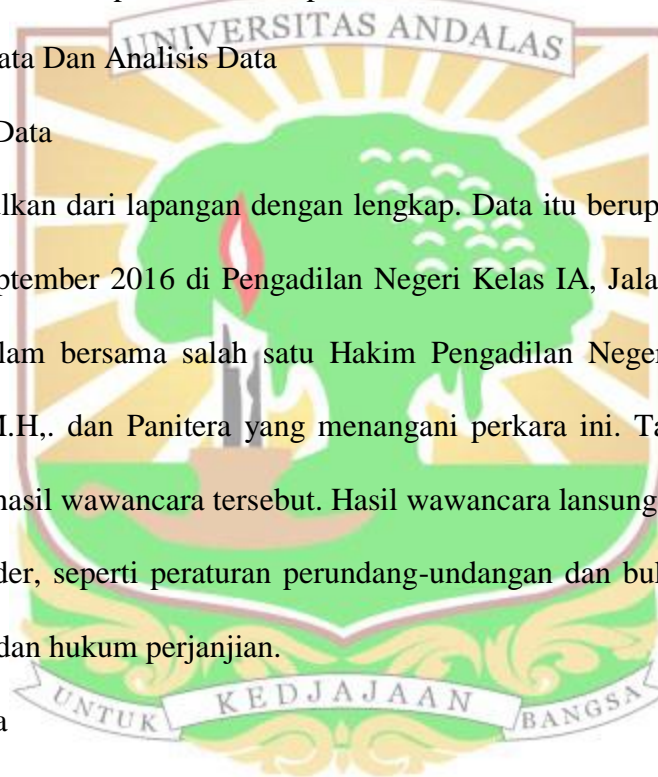 UNIVERSITAS ANDALAS
ata Dan Analisis Data
Data
lkan dari lapangan dengan lengkap. Data itu berup
ptember 2016 di Pengadilan Negeri Kelas IA, Jala
lam bersama salah satu Hakim Pengadilan Neger
M.H,. dan Panitera yang menangani perkara ini. Ta
hasil wawancara tersebut. Hasil wawancara lansung
der, seperti peraturan perundang-undangan dan bul
dan hukum perjanjian.
UNTUK KEDJAJAAN BANGSA
a